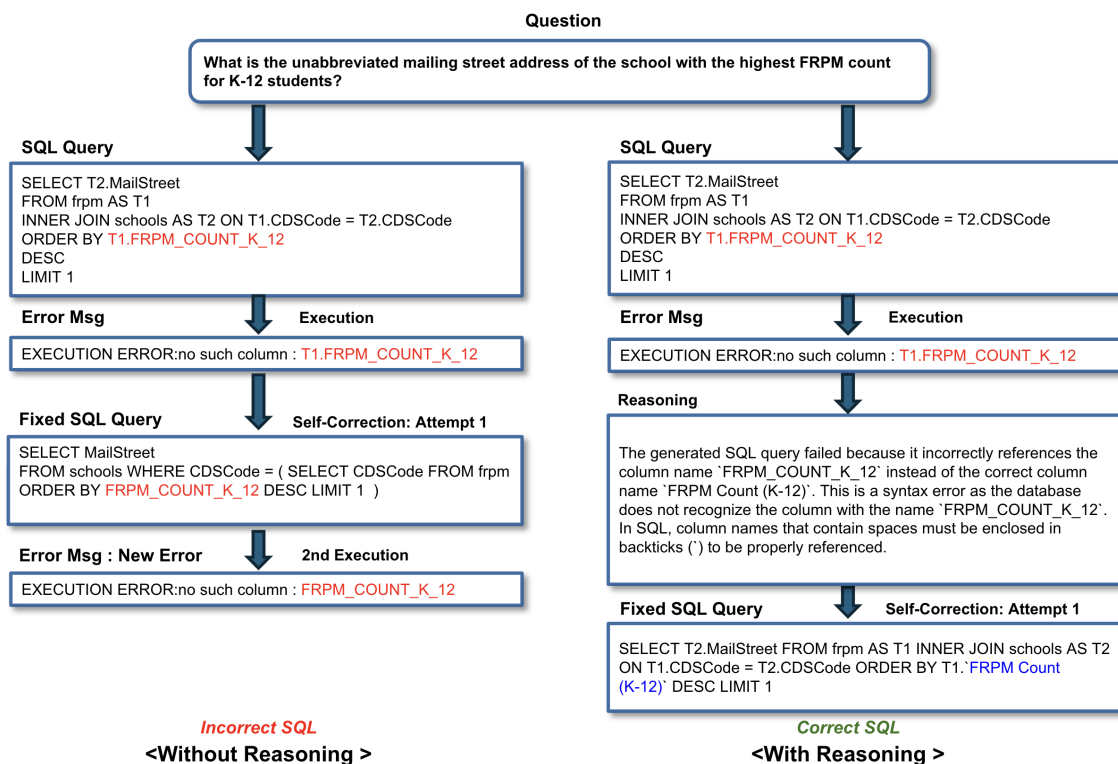 Question
What is the unabbreviated mailing street address of the school with the highest FRPM count
for K-12 students?
SQL Query
SELECT T2.MailStreet
FROM frpm AS T1
INNER JOIN schools AS T2 ON T1.CDSCode = T2.CDSCode
ORDER BY T1.FRPM_COUNT_K_12
DESC
LIMIT 1
Error Msg
Execution
EXECUTION ERROR:no such column : T1.FRPM_COUNT_K_12
Fixed SQL Query
Self-Correction: Attempt 1
SELECT MailStreet
FROM schools WHERE CDSCode = ( SELECT CDSCode FROM frpm
ORDER BY FRPM_COUNT_K_12 DESC LIMIT 1 )
Error Msg : New Error
2nd Execution
EXECUTION ERROR:no such column : FRPM_COUNT_K_12
Incorrect SQL
<Without Reasoning >
SQL Query
SELECT T2.MailStreet
FROM frpm AS T1
INNER JOIN schools AS T2 ON T1.CDSCode = T2.CDSCode
ORDER BY T1.FRPM_COUNT_K_12
DESC
LIMIT 1
Error Msg
Execution
EXECUTION ERROR:no such column : T1.FRPM_COUNT_K_12
Reasoning
The generated SQL query failed because it incorrectly references the
column name `FRPM_COUNT_K_12` instead of the correct column
name `FRPM Count (K-12)`. This is a syntax error as the database
does not recognize the column with the name `FRPM_COUNT_K_12`.
In SQL, column names that contain spaces must be enclosed in
backticks (`) to be properly referenced.
Fixed SQL Query
Self-Correction: Attempt 1
SELECT T2.MailStreet FROM frpm AS T1 INNER JOIN schools AS T2
ON T1.CDSCode = T2.CDSCode ORDER BY T1.`FRPM Count
(K-12)` DESC LIMIT 1
Correct SQL
<With Reasoning >